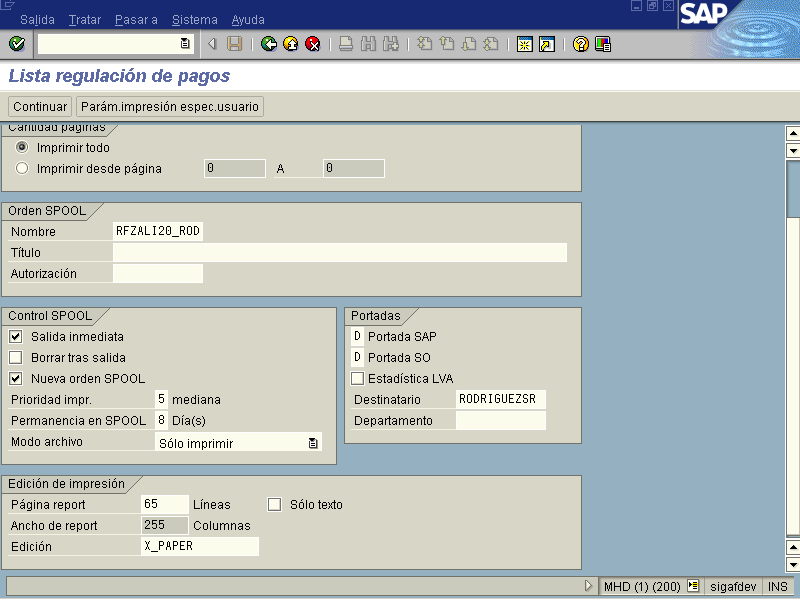 Salida Tratar Pasar a Sistema Ayuda
SAP
Lista regulación de pagos
Continuar Parám.impresión espec.usuario
Cantidad páginas
Imprimir todo
Imprimir desde página 0 A 0
Orden SPOOL
Nombre RFZALI20_ROD
Título
Autorización
Control SPOOL
Salida inmediata
Borrar tras salida
Nueva orden SPOOL
Prioridad impr. 5 mediana
Permanencia en SPOOL 8 Día(s)
Modo archivo Sólo imprimir
Portadas
D Portada SAP
D Portada SO
Estadística LVA
Destinatario RODRIGUEZSR
Departamento
Edición de impresión
Página report 65 Líneas Sólo texto
Ancho de report 255 Columnas
Edición X_PAPER
MHD (1) (200) sigafdev INS